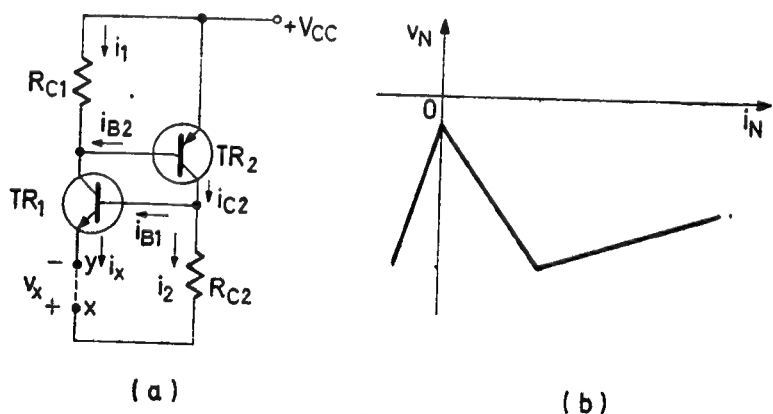 +VCC
i1
RC1
iB2
TR2
TR1
iC2
iB1
− y ix
vx
+ x
i2
RC2
(a)
vN
0
iN
(b)